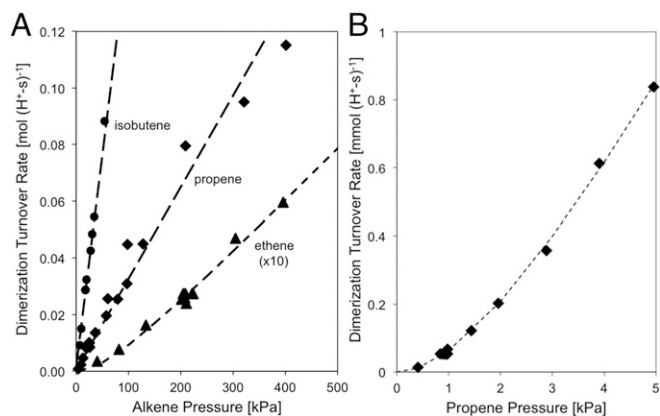 A
Dimerization Turnover Rate [mol (H⁺-s)⁻¹]
0.12
0.10
0.08
0.06
0.04
0.02
0.00
isobutene
propene
ethene
(x10)
0
100
200
300
400
500
Alkene Pressure [kPa]
B
Dimerization Turnover Rate [mmol (H⁺-s)⁻¹]
1
0.8
0.6
0.4
0.2
0
0
1
2
3
4
5
Propene Pressure [kPa]